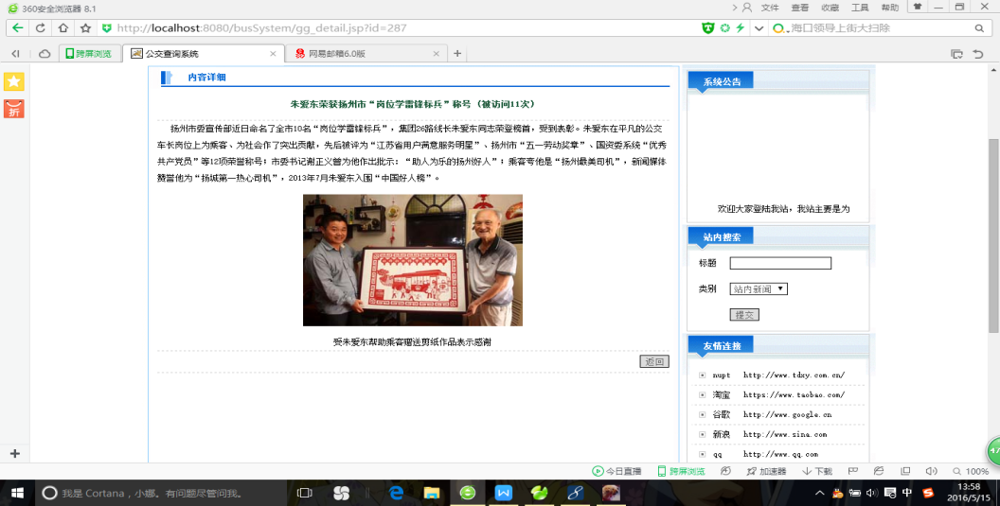 360安全浏览器 8.1
文件 查看 收藏 工具 帮助
http://localhost:8080/busSystem/gg_detail.jsp?id=287
海口领导上街大扫除
跨屏浏览
公交查询系统
网易邮箱6.0版
内容详细
朱爱东荣获扬州市“岗位学雷锋标兵”称号（被访问11次）
扬州市委宣传部近日命名了全市10名“岗位学雷锋标兵”，集团26路线长朱爱东同志荣登榜首，受到表彰。朱爱东在平凡的公交
车长岗位上为乘客、为社会作了突出贡献，先后被评为“江苏省用户满意服务明星”、扬州市“五一劳动奖章”、国资委系统“优秀
共产党员”等12项荣誉称号；市委书记谢正义曾为他作出批示：“助人为乐的扬州好人”；乘客夸他是“扬州最美司机”，新闻媒体
赞誉他为“扬城第一热心司机”，2013年7月朱爱东入围“中国好人榜”。
受朱爱东帮助乘客赠送剪纸作品表示感谢
返回
系统公告
欢迎大家登陆我站，我站主要是为
站内搜索
标题
类别 站内新闻
提交
友情连接
nupt http://www.tdxy.com.cn/
淘宝 https://www.taobao.com/
谷歌 http://www.google.cn
新浪 http://www.sina.com
qq http://www.qq.com
今日直播 跨屏浏览 加速器 下载 100%
我是 Cortana，小娜。有问题尽管问我。
中
13:58
2016/5/15